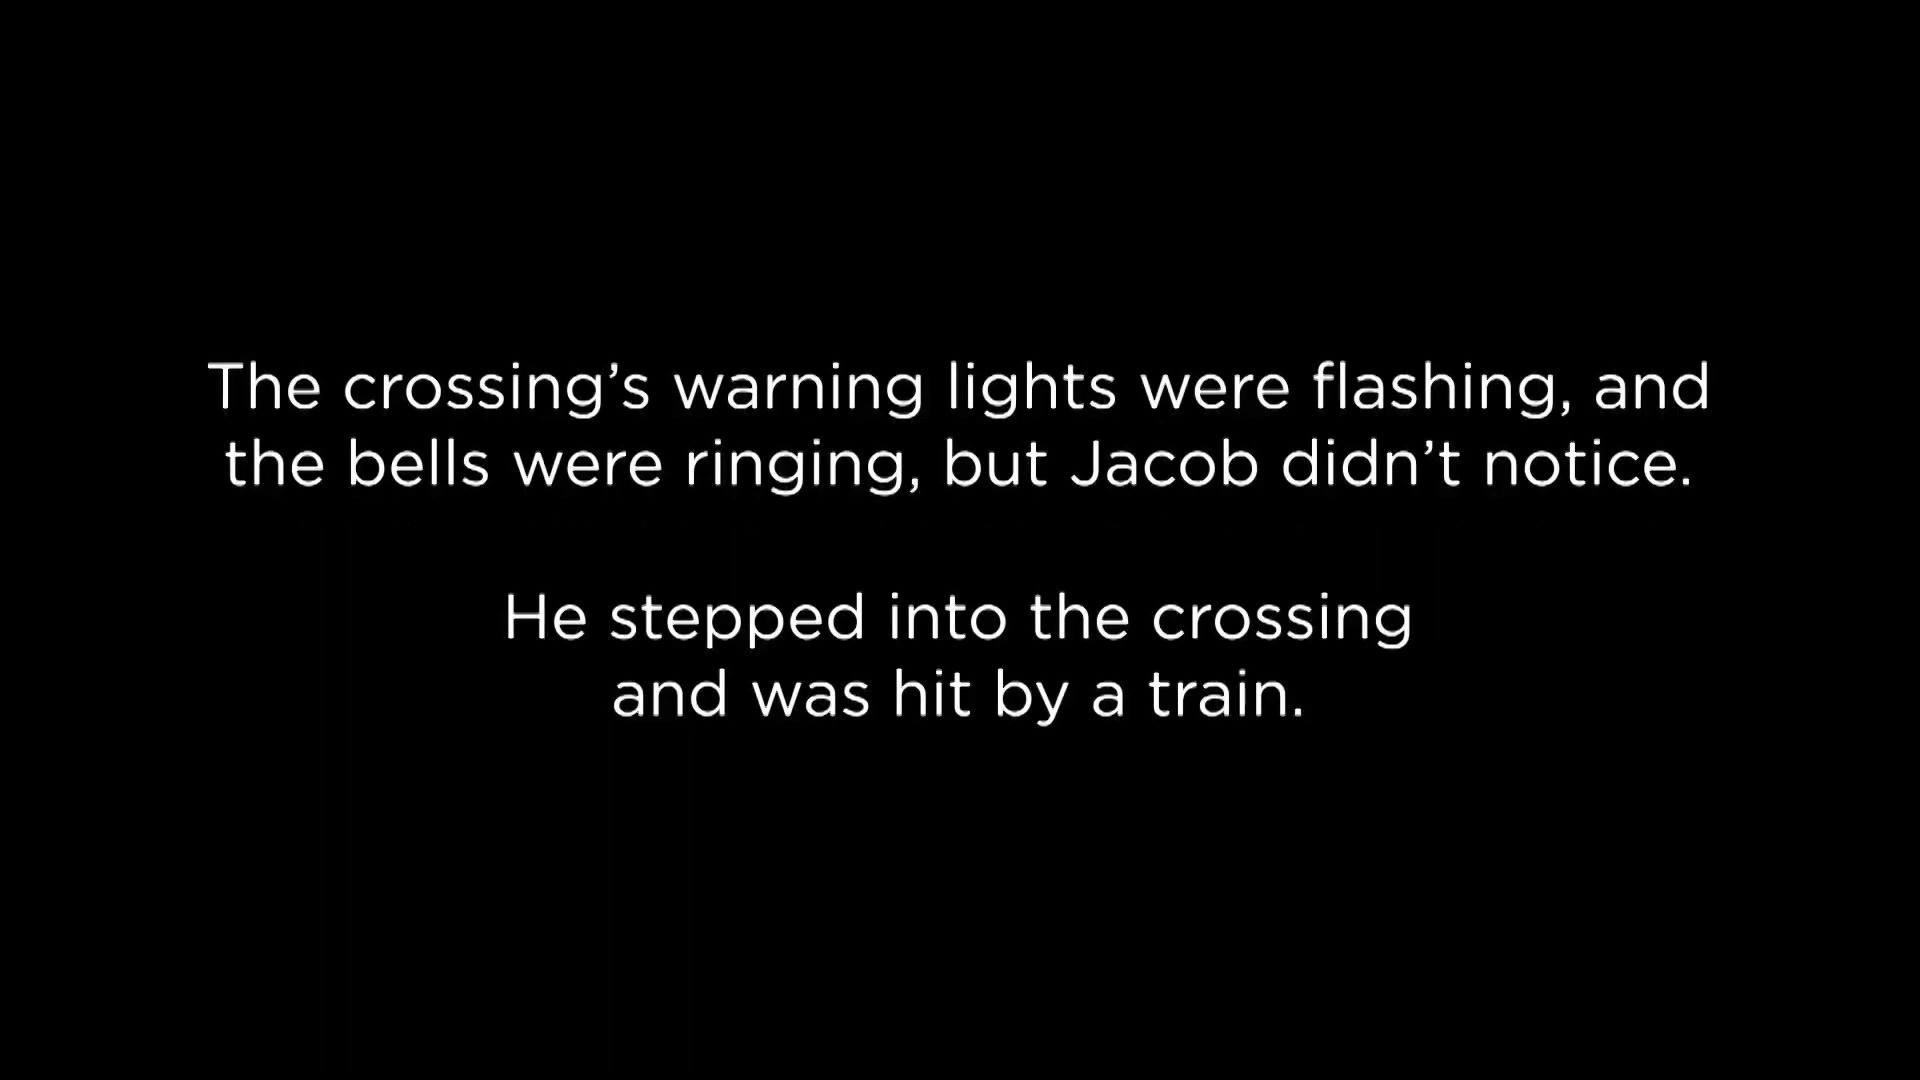 The crossing’s warning lights were flashing, and
the bells were ringing, but Jacob didn’t notice.
He stepped into the crossing
and was hit by a train.